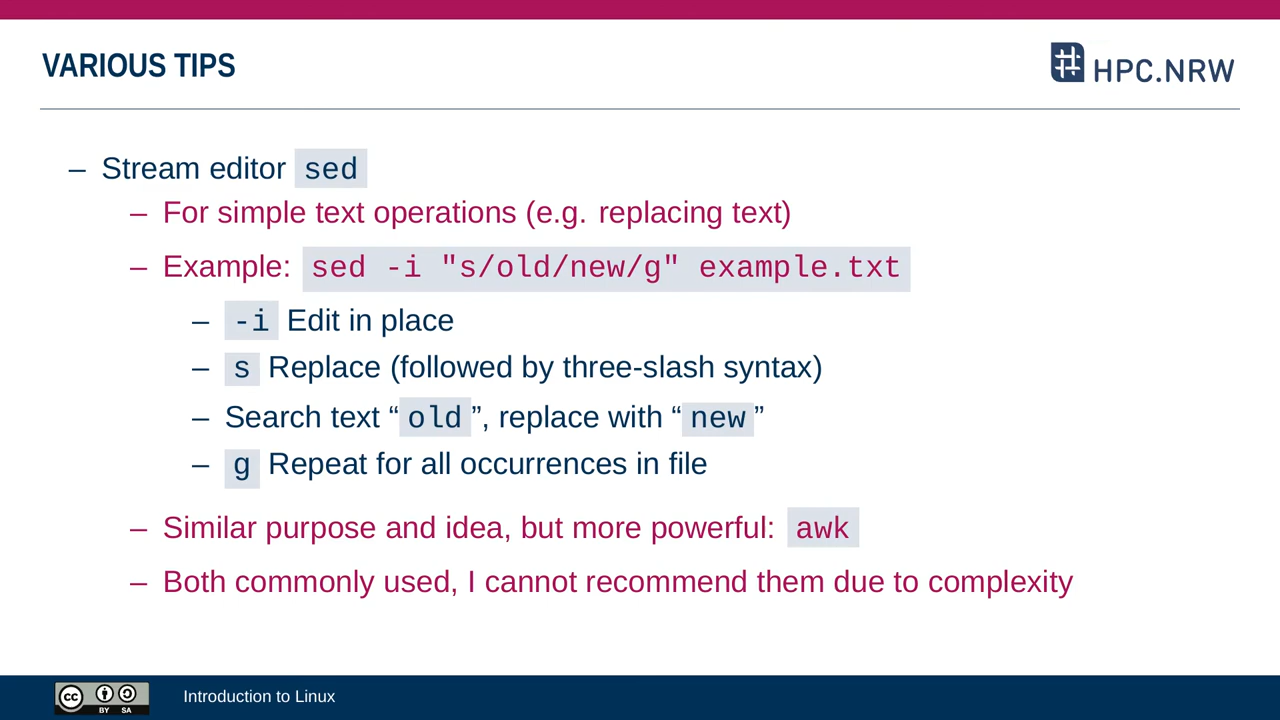 VARIOUS TIPS
HPC.NRW
– Stream editor sed
– For simple text operations (e.g. replacing text)
– Example: sed -i "s/old/new/g" example.txt
– -i Edit in place
– s Replace (followed by three-slash syntax)
– Search text “old”, replace with “new”
– g Repeat for all occurrences in file
– Similar purpose and idea, but more powerful: awk
– Both commonly used, I cannot recommend them due to complexity
cc BY SA
Introduction to Linux